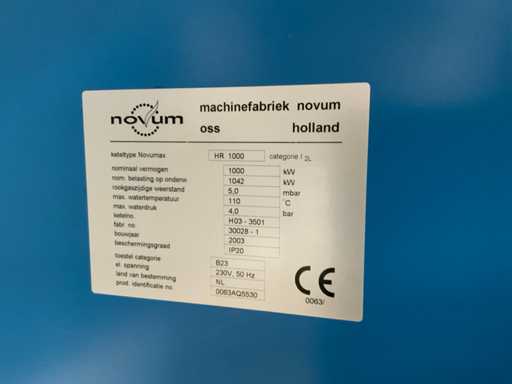 novum
machinefabriek novum
oss holland
keteltype Novumax HR 1000 categorie I 2L
nominaal vermogen 1000 kW
nom. belasting op onderw. 1042 kW
rookgaszijdige weerstand 5,0 mbar
max. watertemperatuur 110 °C
max. waterdruk 4,0 bar
ketelno. H03 - 3501
fabr. no. 30028 - 1
bouwjaar 2003
beschermingsgraad IP20
toestel categorie B23
el. spanning 230V, 50 Hz
land van bestemming NL
prod. identificatie no. 0063AQ5530
CE
0063/